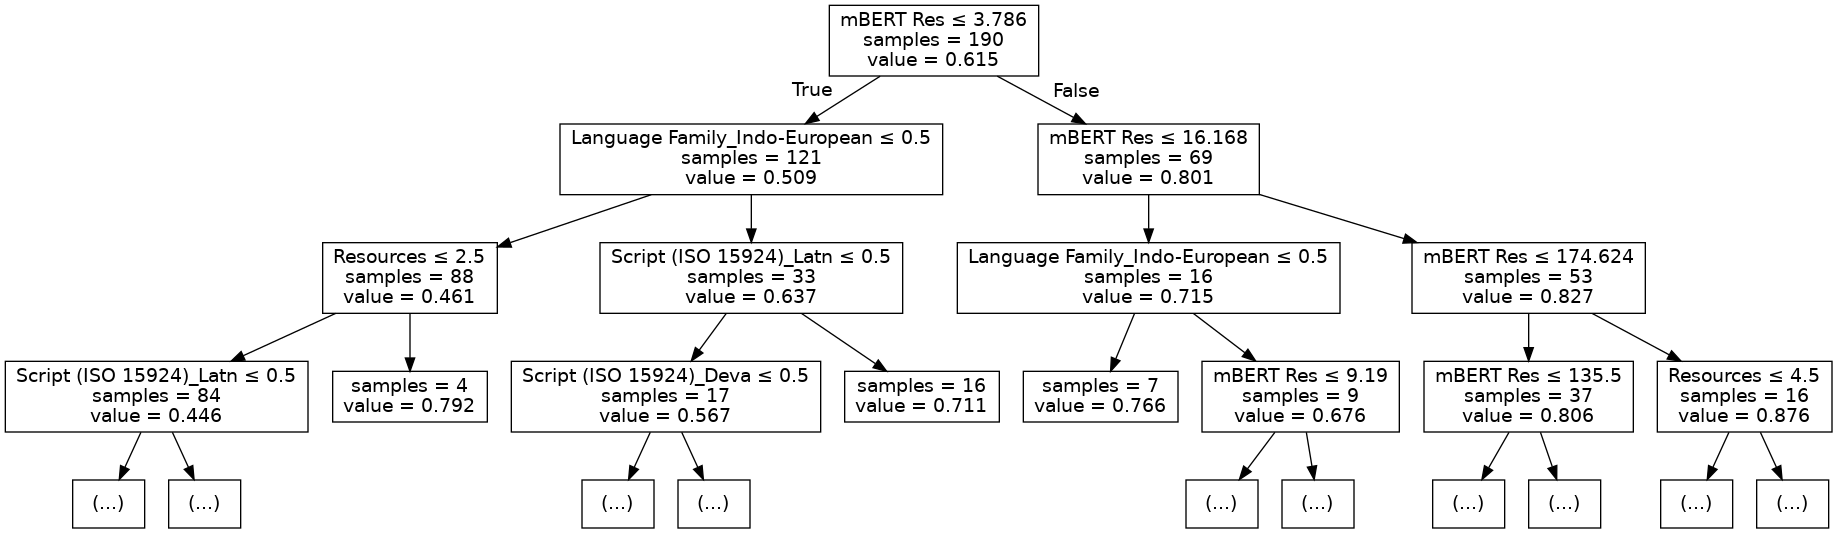 mBERT Res ≤ 3.786
samples = 190
value = 0.615
True
False
Language Family_Indo-European ≤ 0.5
samples = 121
value = 0.509
mBERT Res ≤ 16.168
samples = 69
value = 0.801
Resources ≤ 2.5
samples = 88
value = 0.461
Script (ISO 15924)_Latn ≤ 0.5
samples = 33
value = 0.637
Language Family_Indo-European ≤ 0.5
samples = 16
value = 0.715
mBERT Res ≤ 174.624
samples = 53
value = 0.827
Script (ISO 15924)_Latn ≤ 0.5
samples = 84
value = 0.446
samples = 4
value = 0.792
Script (ISO 15924)_Deva ≤ 0.5
samples = 17
value = 0.567
samples = 16
value = 0.711
samples = 7
value = 0.766
mBERT Res ≤ 9.19
samples = 9
value = 0.676
mBERT Res ≤ 135.5
samples = 37
value = 0.806
Resources ≤ 4.5
samples = 16
value = 0.876
(...)
(...)
(...)
(...)
(...)
(...)
(...)
(...)
(...)
(...)